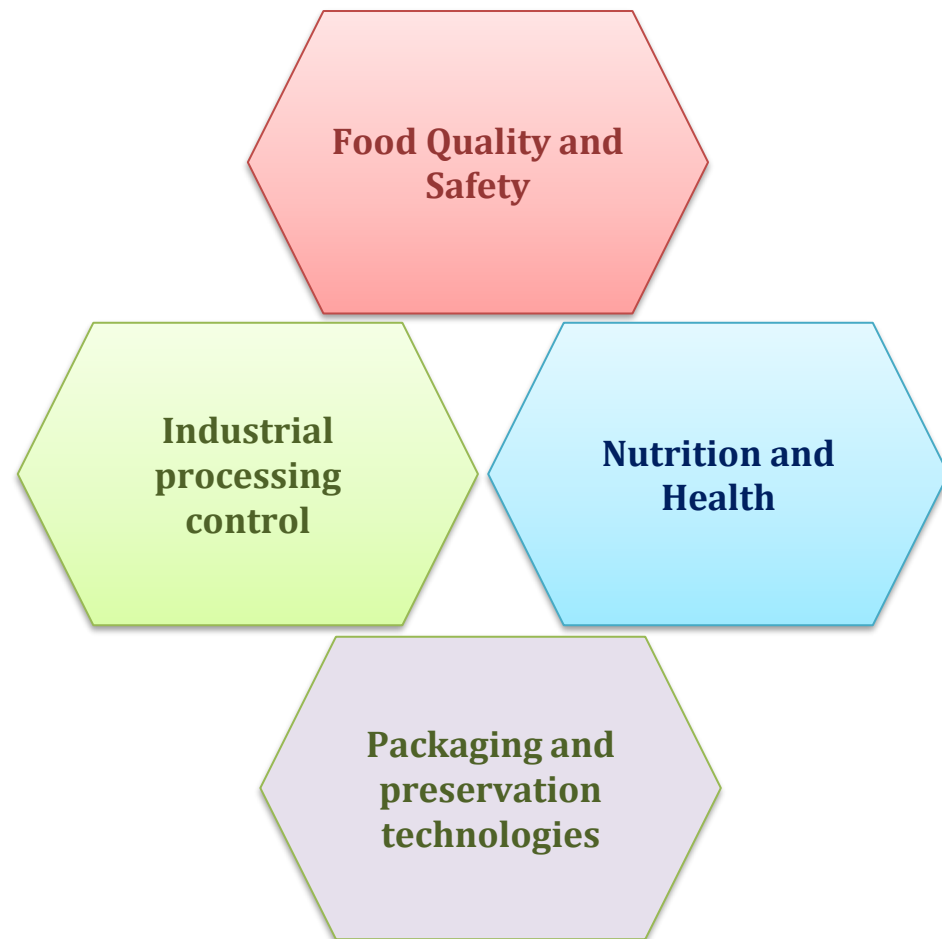 Food Quality and
Safety
Industrial
processing
control
Nutrition and
Health
Packaging and
preservation
technologies